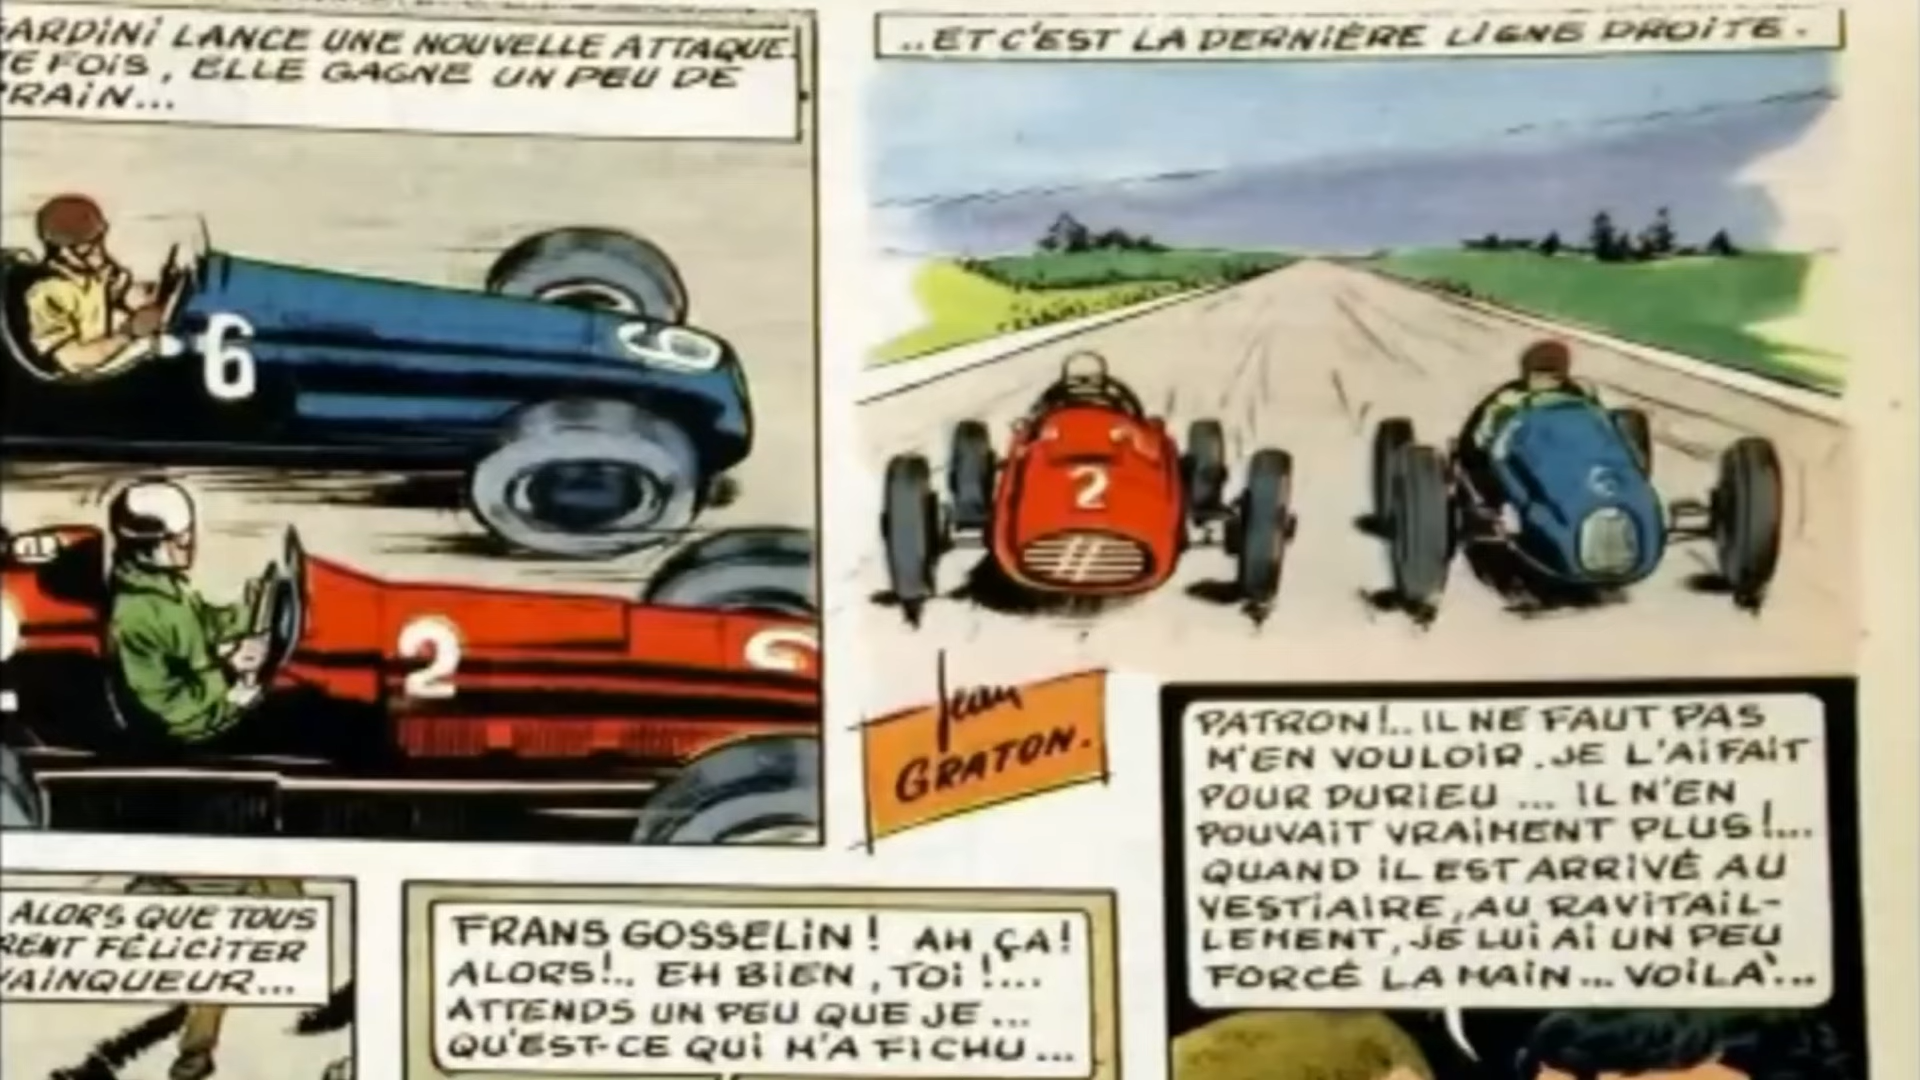 ARDINI LANCE UNE NOUVELLE ATTAQUE.
E FOIS, ELLE GAGNE UN PEU DE
RAIN...
..ET C'EST LA DERNIÈRE LIGNE DROITE.
6
6
2
2
2
6
Jean
GRATON.
PATRON!.. IL NE FAUT PAS
M'EN VOULOIR. JE L'AI FAIT
POUR DURIEU ... IL N'EN
POUVAIT VRAIMENT PLUS!...
QUAND IL EST ARRIVÉ AU
VESTIAIRE, AU RAVITAIL-
LEMENT, JE LUI AI UN PEU
FORCÉ LA MAIN... VOILÀ...
ALORS QUE TOUS
RENT FÉLICITER
VAINQUEUR...
FRANS GOSSELIN! AH, ÇA!
ALORS!.. EH BIEN, TOI!....
ATTENDS UN PEU QUE JE ...
QU'EST-CE QUI M'A FICHU ...